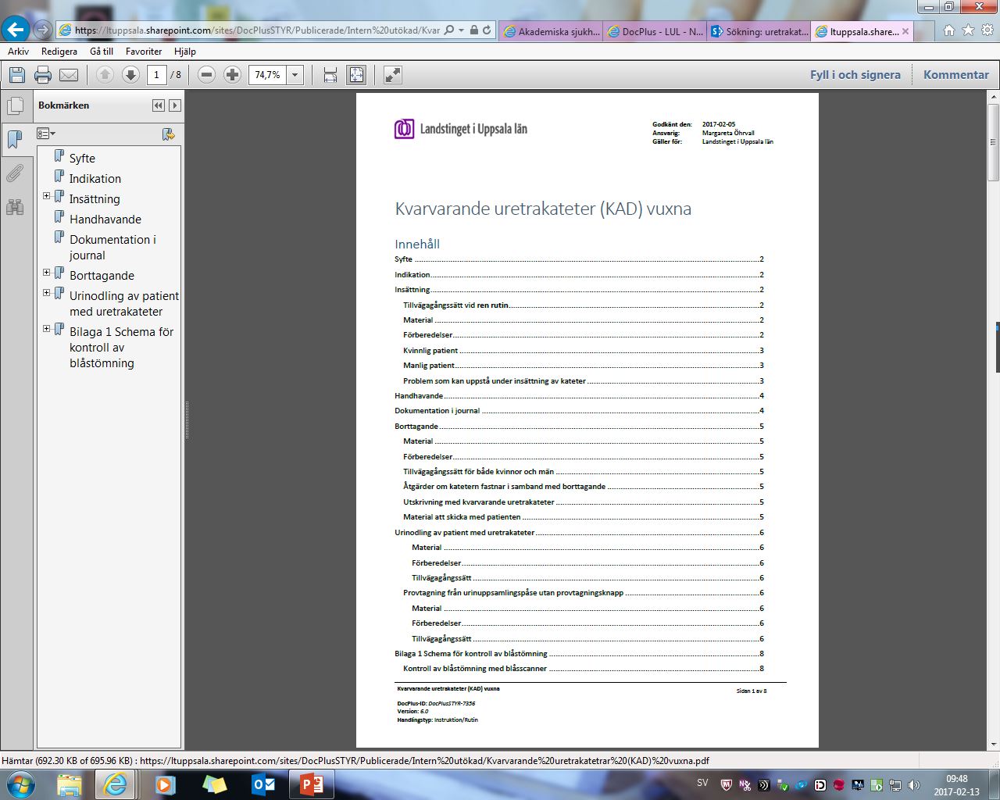 https://ltuppsala.sharepoint.com/sites/DocPlusSTYR/Publicerade/Intern%20utökad/Kvar
Akademiska sjukh...
DocPlus - LUL - N...
Sökning: uretrakat...
ltuppsala.share...
Arkiv Redigera Gå till Favoriter Hjälp
1 / 8
74,7%
Fyll i och signera Kommentar
Bokmärken
Syfte
Indikation
Insättning
Handhavande
Dokumentation i
journal
Borttagande
Urinodling av patient
med uretrakateter
Bilaga 1 Schema för
kontroll av
blåstömning
Landstinget i Uppsala län
Godkänt den: 2017-02-05
Ansvarig: Margareta Öhrvall
Gäller för: Landstinget i Uppsala län
Kvarvarande uretrakateter (KAD) vuxna
Innehåll
Syfte ........ 2
Indikation ........ 2
Insättning ........ 2
Tillvägagångssätt vid ren rutin ........ 2
Material ........ 2
Förberedelser ........ 2
Kvinnlig patient ........ 3
Manlig patient ........ 3
Problem som kan uppstå under insättning av kateter ........ 3
Handhavande ........ 4
Dokumentation i journal ........ 4
Borttagande ........ 5
Material ........ 5
Förberedelser ........ 5
Tillvägagångssätt för både kvinnor och män ........ 5
Åtgärder om katetern fastnar i samband med borttagande ........ 5
Utskrivning med kvarvarande uretrakateter ........ 5
Material att skicka med patienten ........ 5
Urinodling av patient med uretrakateter ........ 6
Material ........ 6
Förberedelser ........ 6
Tillvägagångssätt ........ 6
Provtagning från urinuppsamlingspåse utan provtagningsknapp ........ 6
Material ........ 6
Förberedelser ........ 6
Tillvägagångssätt ........ 6
Bilaga 1 Schema för kontroll av blåstömning ........ 8
Kontroll av blåstömning med blåsscanner ........ 8
Kvarvarande uretrakateter (KAD) vuxna Sidan 1 av 8
DocPlus-ID: DocPlusSTYR-7356
Version: 6.0
Handlingstyp: Instruktion/Rutin
Hämtar (692.30 KB of 695.96 KB) : https://ltuppsala.sharepoint.com/sites/DocPlusSTYR/Publicerade/Intern%20utökad/Kvarvarande%20uretrakatetrar%20(KAD)%20vuxna.pdf
SV
09:48
2017-02-13